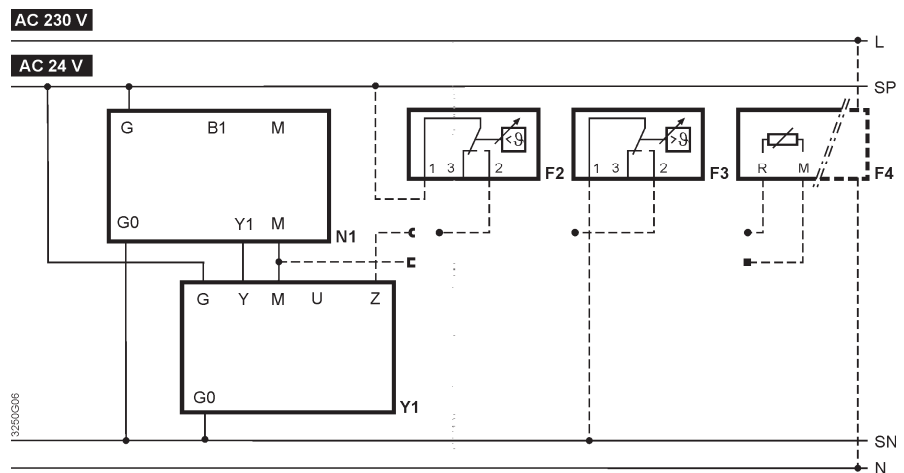 AC 230 V
L
AC 24 V
SP
G B1 M
<ϑ
1 3 2
F2
>ϑ
1 3 2
F3
R M
F4
G0 Y1 M
N1
G Y M U Z
G0
Y1
3250G06
SN
N